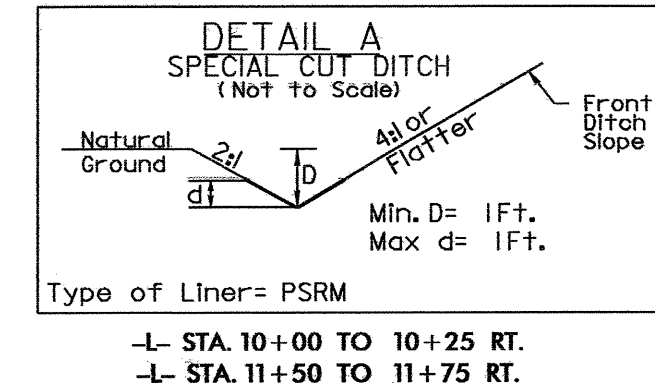 DETAIL A
SPECIAL CUT DITCH
(Not to Scale)
Natural
Ground
2:1
D
d
4:1 or
Flatter
Front
Ditch
Slope
Min. D= 1Ft.
Max d= 1Ft.
Type of Liner= PSRM
-L- STA. 10+00 TO 10+25 RT.
-L- STA. 11+50 TO 11+75 RT.